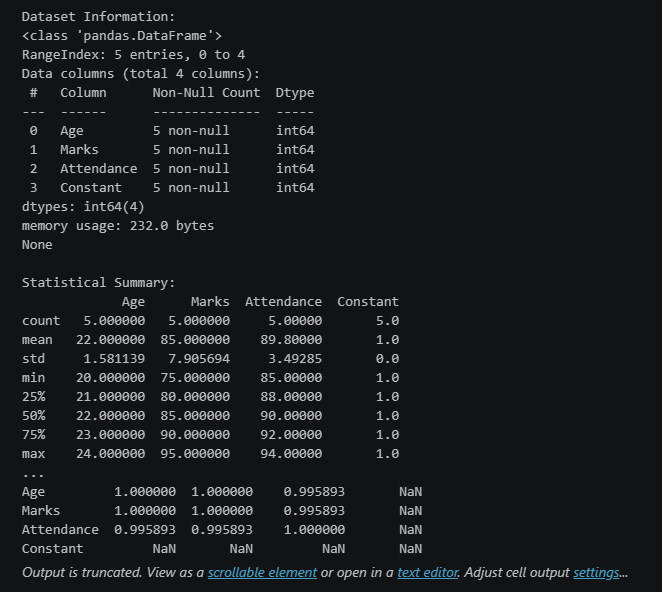 Dataset Information:
<class 'pandas.DataFrame'>
RangeIndex: 5 entries, 0 to 4
Data columns (total 4 columns):
 #   Column      Non-Null Count  Dtype
---  ------      --------------  -----
 0   Age         5 non-null      int64
 1   Marks       5 non-null      int64
 2   Attendance  5 non-null      int64
 3   Constant    5 non-null      int64
dtypes: int64(4)
memory usage: 232.0 bytes
None

Statistical Summary:
             Age      Marks  Attendance  Constant
count   5.000000   5.000000     5.00000       5.0
mean   22.000000  85.000000    89.80000       1.0
std     1.581139   7.905694     3.49285       0.0
min    20.000000  75.000000    85.00000       1.0
25%    21.000000  80.000000    88.00000       1.0
50%    22.000000  85.000000    90.00000       1.0
75%    23.000000  90.000000    92.00000       1.0
max    24.000000  95.000000    94.00000       1.0
...
Age         1.000000  1.000000    0.995893       NaN
Marks       1.000000  1.000000    0.995893       NaN
Attendance  0.995893  0.995893    1.000000       NaN
Constant         NaN       NaN         NaN       NaN
Output is truncated. View as a scrollable element or open in a text editor. Adjust cell output settings...